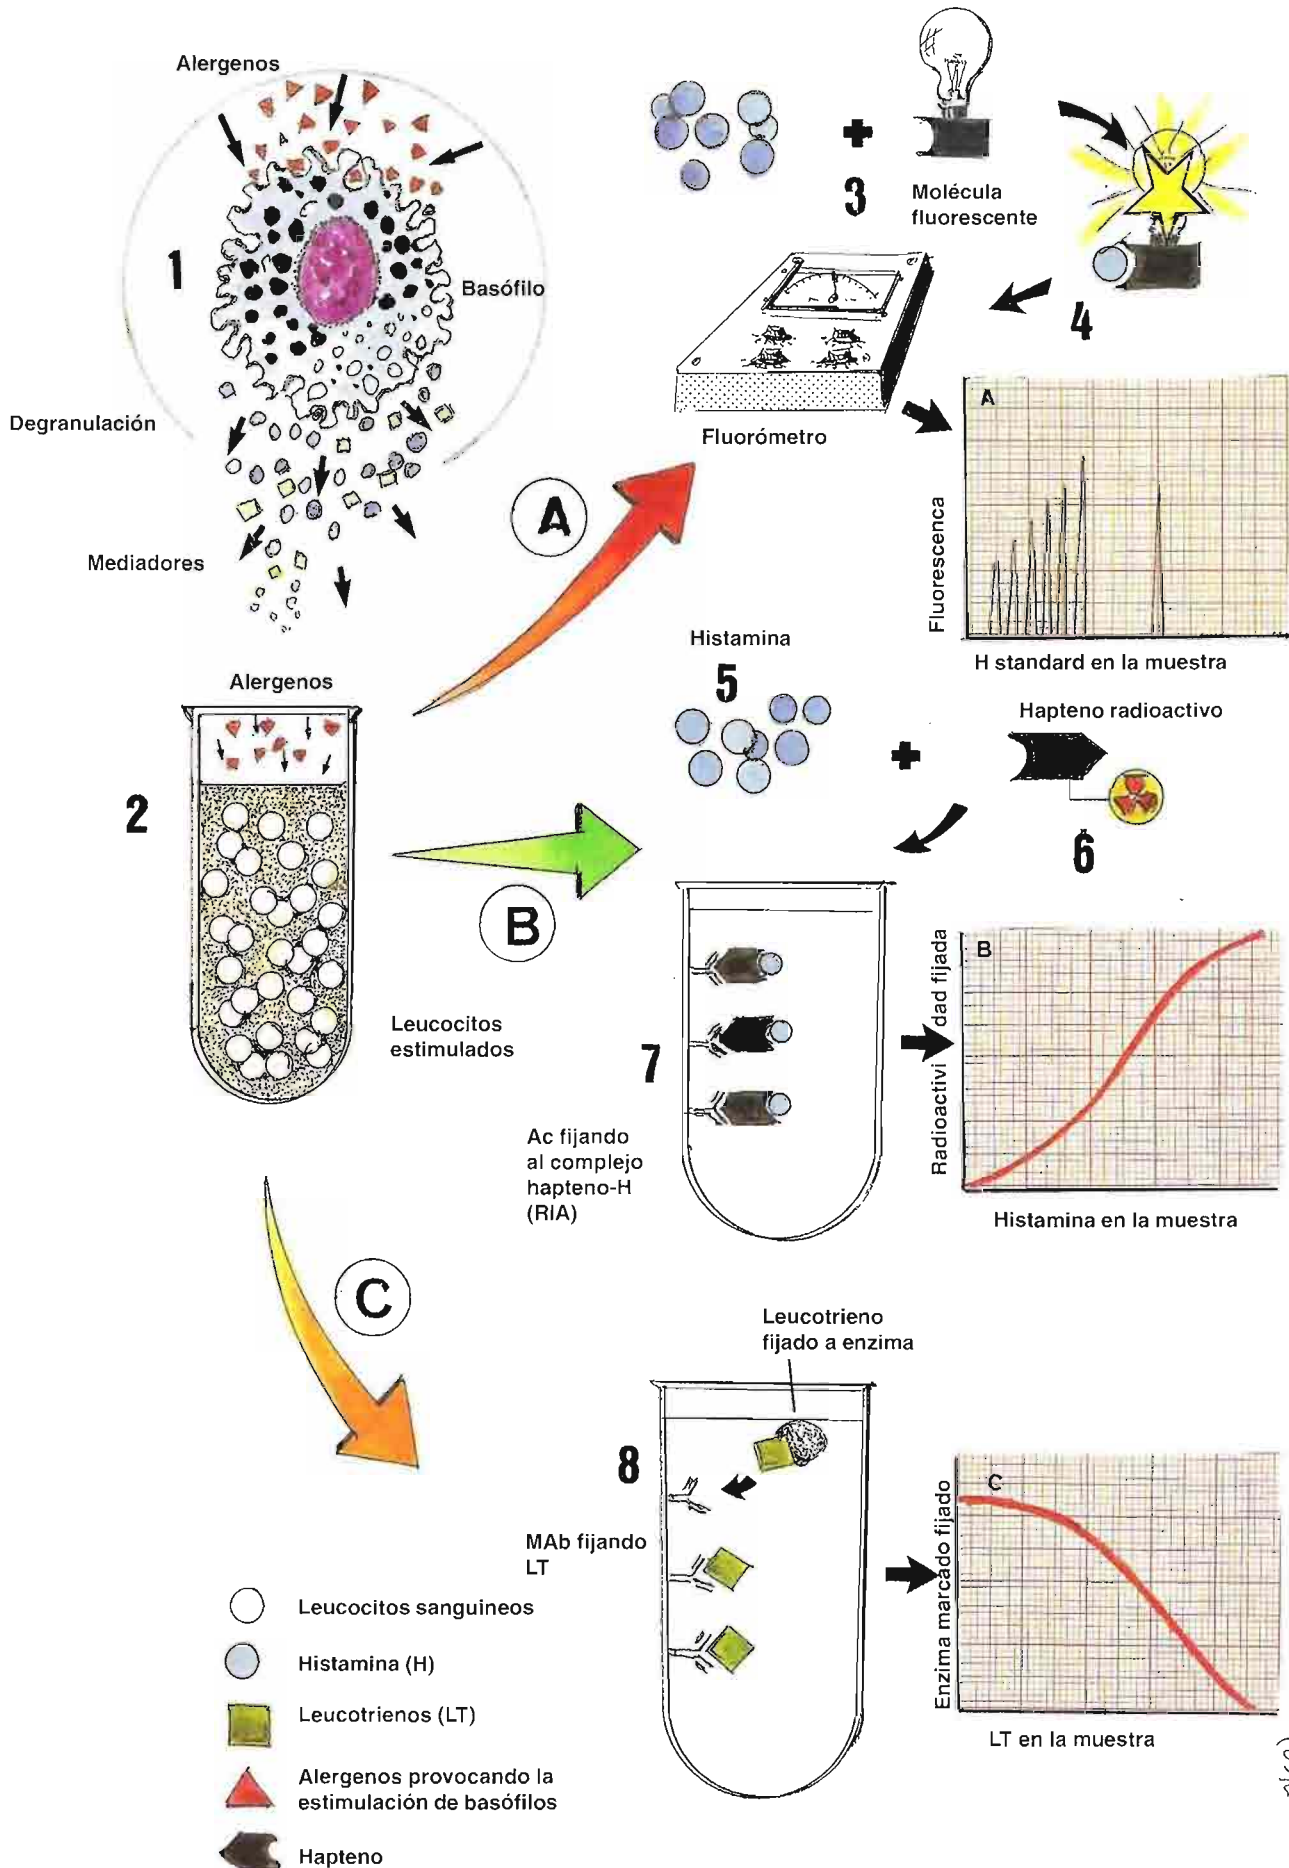 Alergenos
A
1
Basófilo
Degranulación
Mediadores
3
Molécula
fluorescente
4
Fluorómetro
A
A
Fluorescenca
H standard en la muestra
Alergenos
2
Leucocitos
estimulados
B
Histamina
5
Hapteno radioactivo
6
7
Ac fijando
al complejo
hapteno-H
(RIA)
B
Radioactivi dad fijada
Histamina en la muestra
C
Leucotrieno
fijado a enzima
8
MAb fijando
LT
C
Enzima marcado fijado
LT en la muestra
Leucocitos sanguineos
Histamina (H)
Leucotrienos (LT)
Alergenos provocando la
estimulación de basófilos
Hapteno